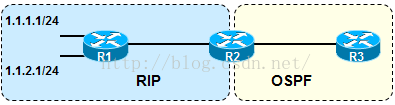 1.1.1.1/24
R1
R2
R3
http://blog.csdn.net/
1.1.2.1/24
RIP
OSPF